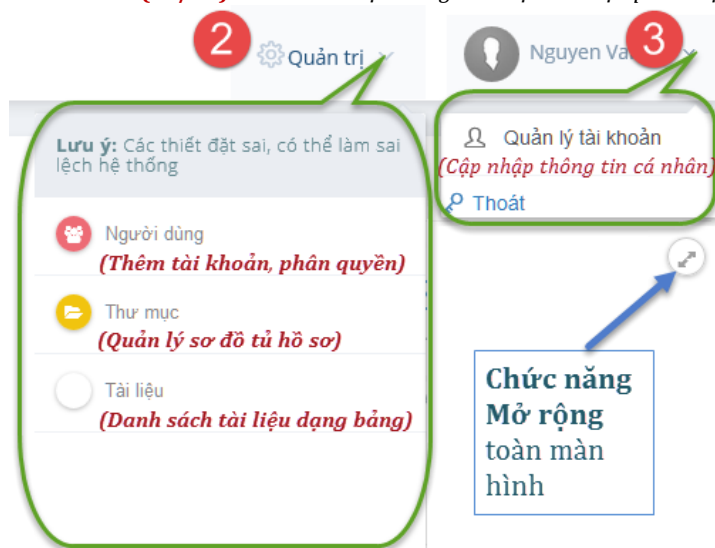 2
Quản trị
Nguyen Va
3
Lưu ý: Các thiết đặt sai, có thể làm sai
lệch hệ thống
Người dùng
(Thêm tài khoản, phân quyền)
Thư mục
(Quản lý sơ đồ tủ hồ sơ)
Tài liệu
(Danh sách tài liệu dạng bảng)
Quản lý tài khoản
(Cập nhập thông tin cá nhân)
Thoát
Chức năng
Mở rộng
toàn màn
hình